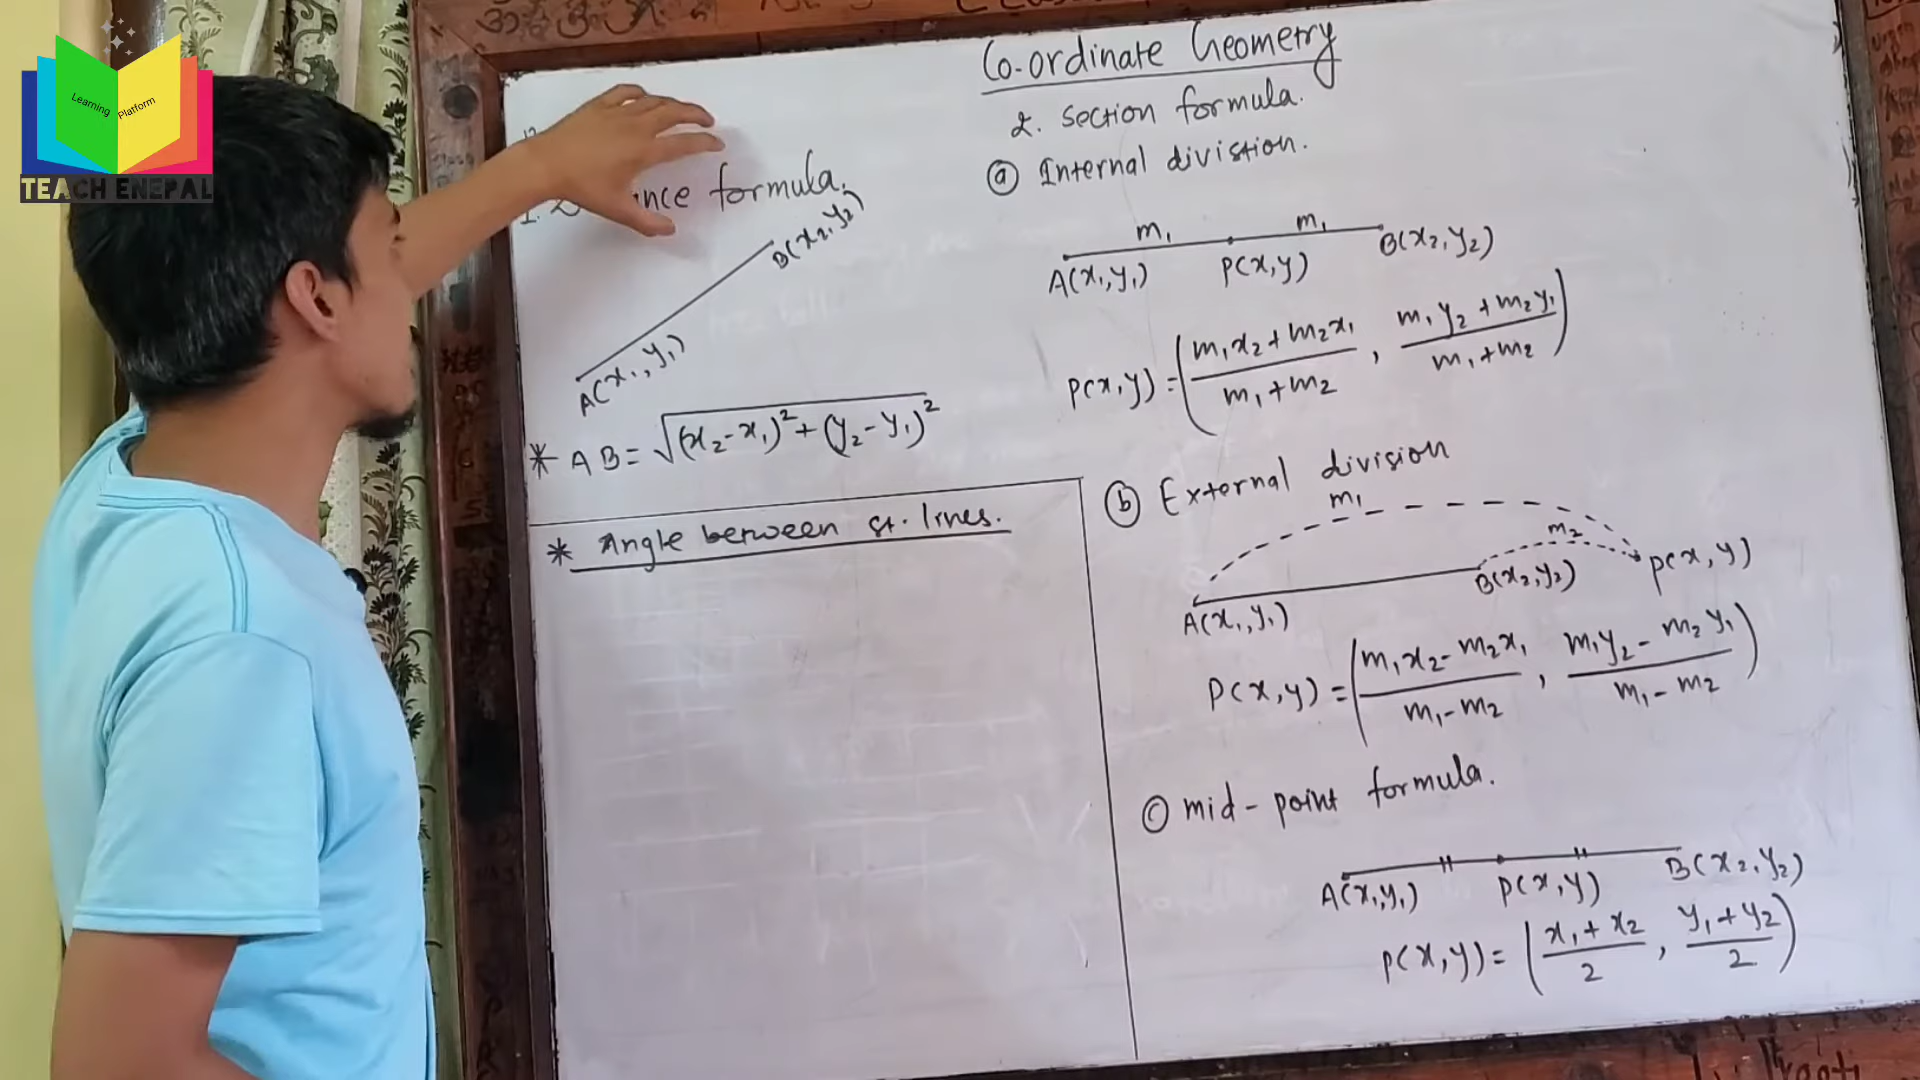 Learning Platform
TEACH ENEPAL
Co-ordinate Geometry
1. nce formula.
B(x₂, y₂)
A(x₁, y₁)
* AB = √(x₂-x₁)² + (y₂-y₁)²
* Angle between st. lines.
2. Section formula.
ⓐ Internal divistion.
m₁ m₁
A(x₁, y₁) P(x, y) B(x₂, y₂)
P(x, y) = ((m₁x₂+m₂x₁)/(m₁+m₂), (m₁y₂+m₂y₁)/(m₁+m₂))
ⓑ External division
m₁
m₂
A(x₁, y₁) B(x₂, y₂) P(x, y)
P(x, y) = ((m₁x₂-m₂x₁)/(m₁-m₂), (m₁y₂-m₂y₁)/(m₁-m₂))
ⓒ mid-point formula.
A(x₁, y₁) P(x, y) B(x₂, y₂)
P(x, y) = ((x₁+x₂)/2, (y₁+y₂)/2)